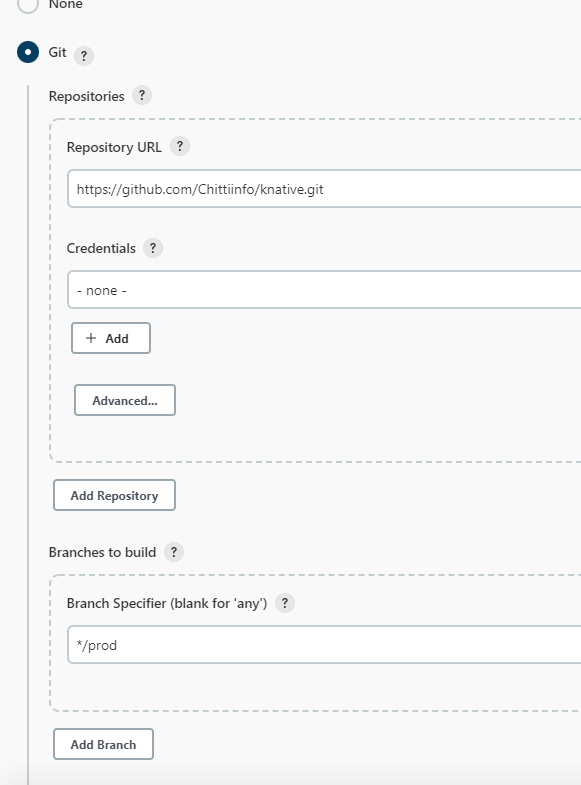 None
Git ?
Repositories ?
Repository URL ?
https://github.com/Chittiinfo/knative.git
Credentials ?
- none -
+ Add
Advanced...
Add Repository
Branches to build ?
Branch Specifier (blank for 'any') ?
*/prod
Add Branch